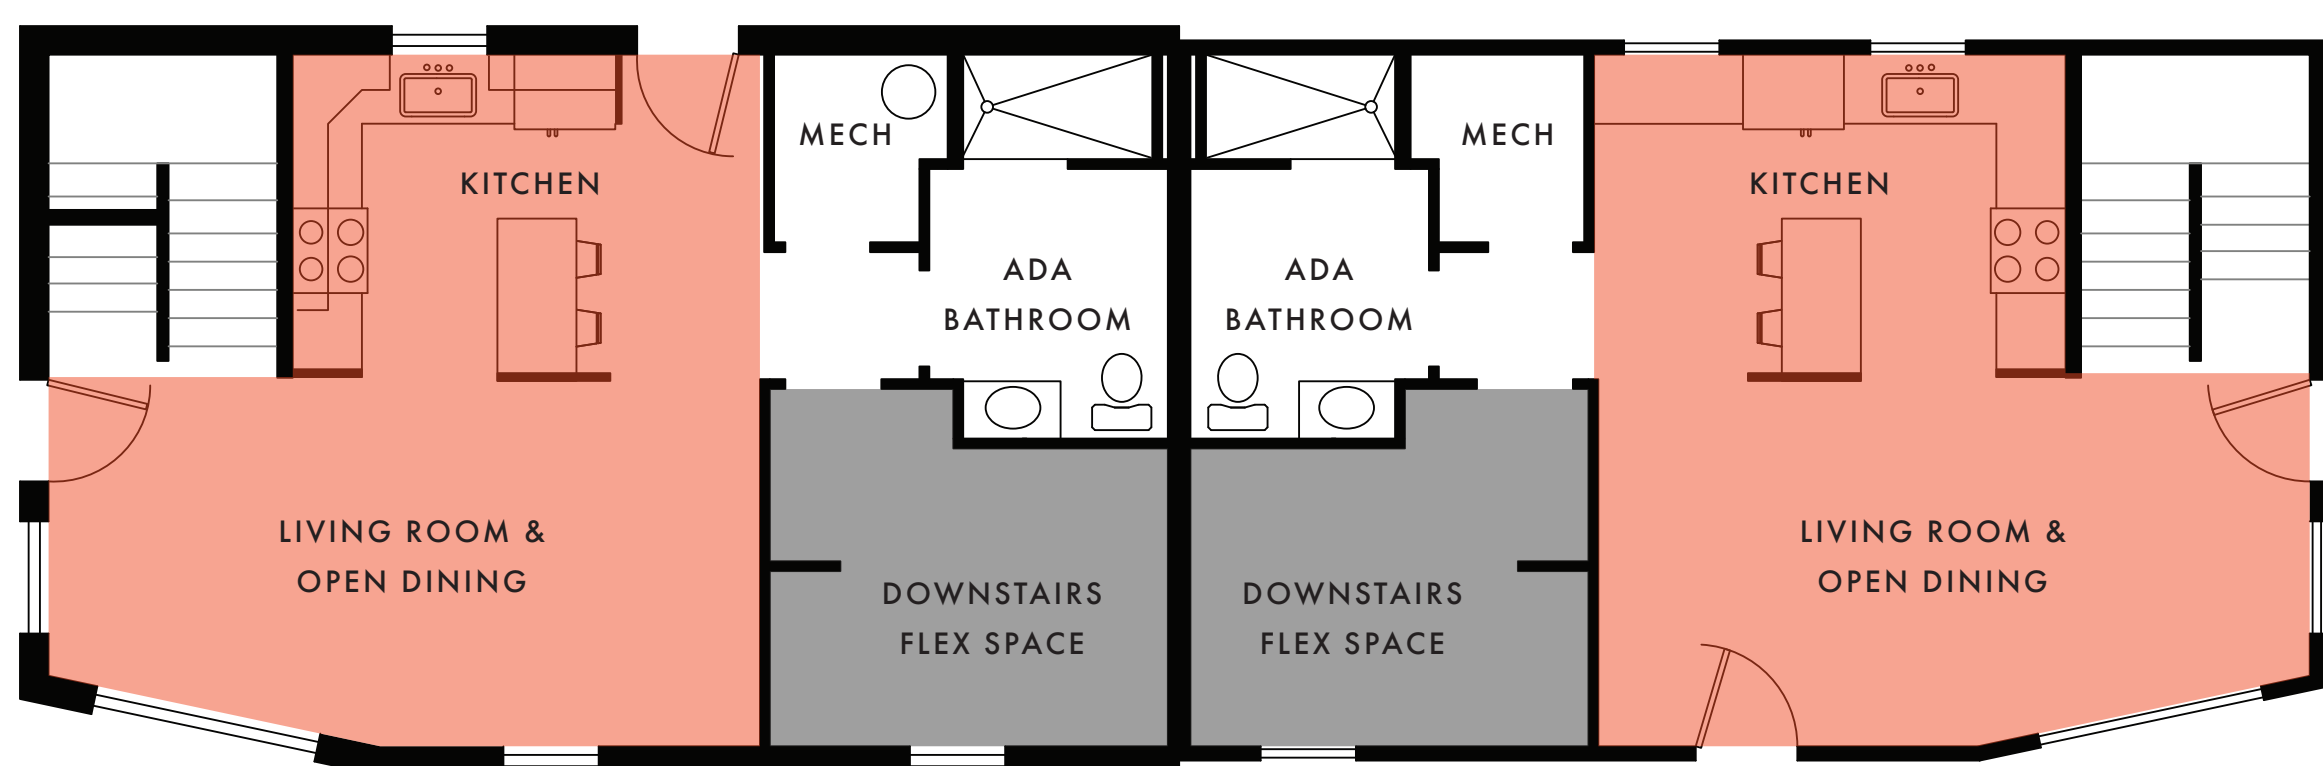 MECH
MECH
KITCHEN
KITCHEN
ADA
BATHROOM
ADA
BATHROOM
LIVING ROOM &
OPEN DINING
DOWNSTAIRS
FLEX SPACE
DOWNSTAIRS
FLEX SPACE
LIVING ROOM &
OPEN DINING